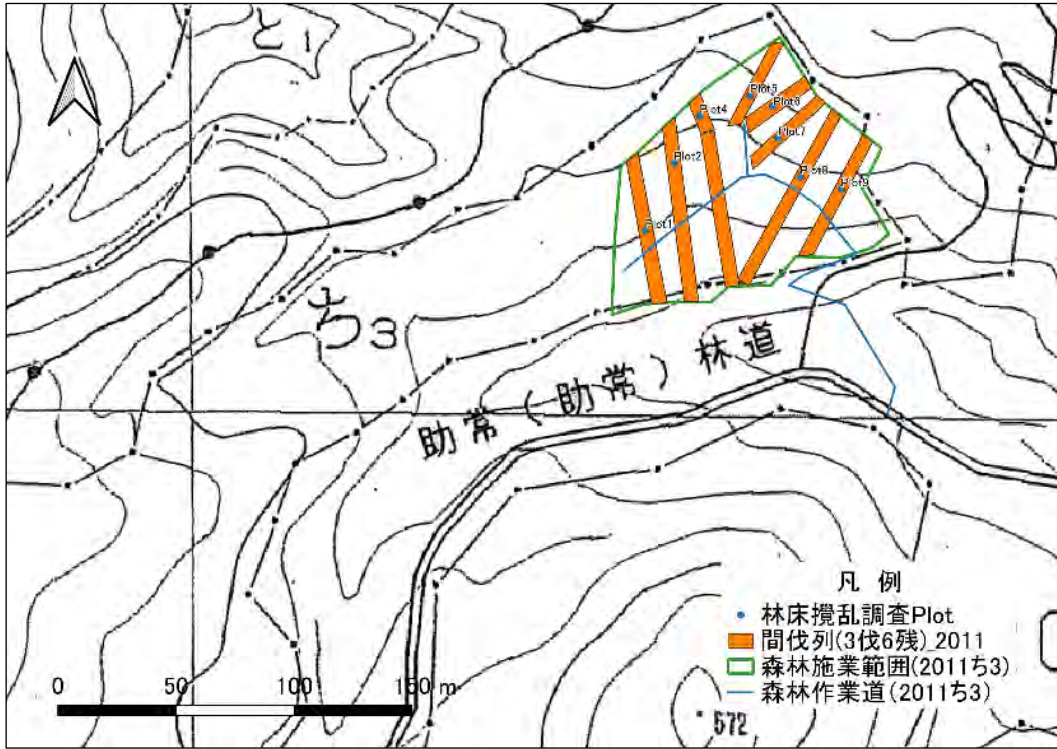 と1
Plot5
Plot6
Plot4
Plot7
Plot2
Plot8
Plot9
Plot1
ち3
助常(助常)林道
凡 例
林床攪乱調査Plot
間伐列(3伐6残)_2011
森林施業範囲(2011ち3)
森林作業道(2011ち3)
0 50 100 150 m
572